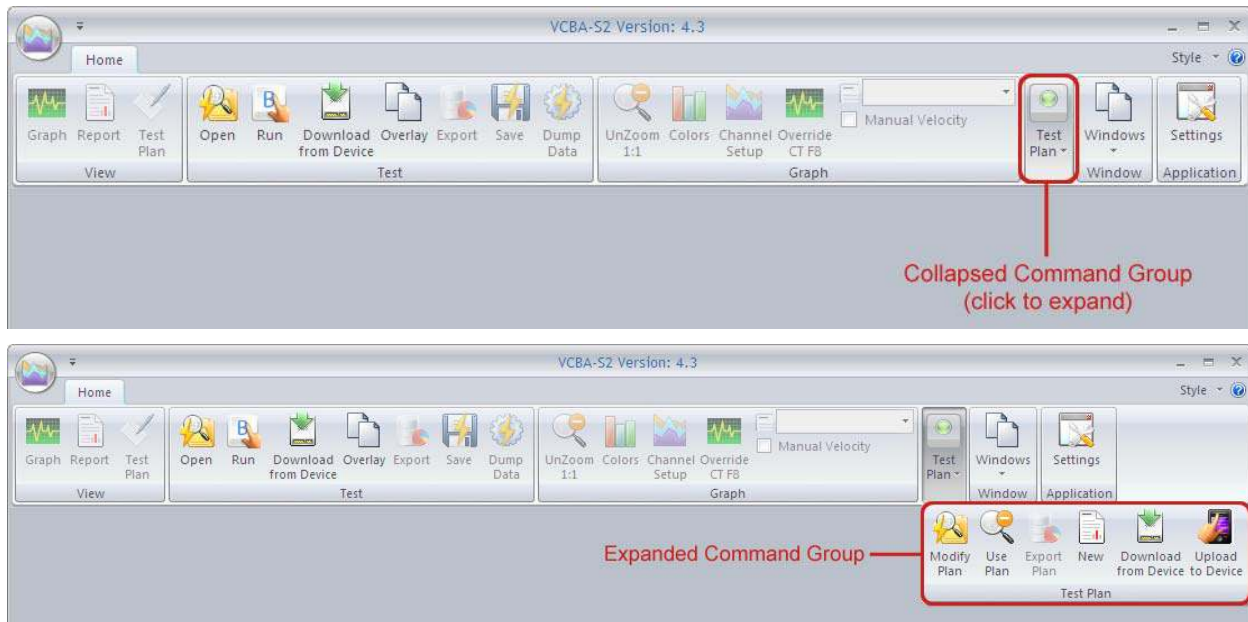 VCBA-S2 Version: 4.3
Home
Style
Graph Report Test Plan
Open Run Download from Device Overlay Export Save Dump Data
UnZoom 1:1 Colors Channel Setup Override CT FB Manual Velocity
Test Plan
Windows
Settings
View
Test
Graph
Window
Application
Collapsed Command Group
(click to expand)
VCBA-S2 Version: 4.3
Home
Style
Graph Report Test Plan
Open Run Download from Device Overlay Export Save Dump Data
UnZoom 1:1 Colors Channel Setup Override CT FB Manual Velocity
Test Plan
Windows
Settings
View
Test
Graph
Window
Application
Expanded Command Group
Modify Plan Use Plan Export Plan New Download from Device Upload to Device
Test Plan